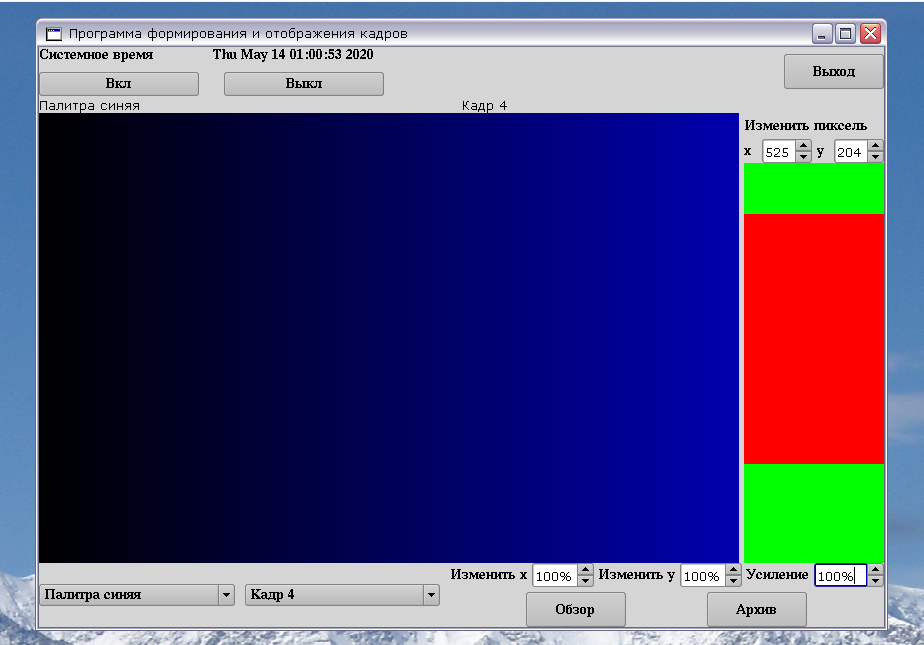 Программа формирования и отображения кадров
Системное время Thu May 14 01:00:53 2020
Вкл Выкл Выход
Палитра синяя Кадр 4
Изменить пиксель
x 525 y 204
Изменить x 100% Изменить y 100% Усиление 100%
Палитра синяя Кадр 4
Обзор Архив